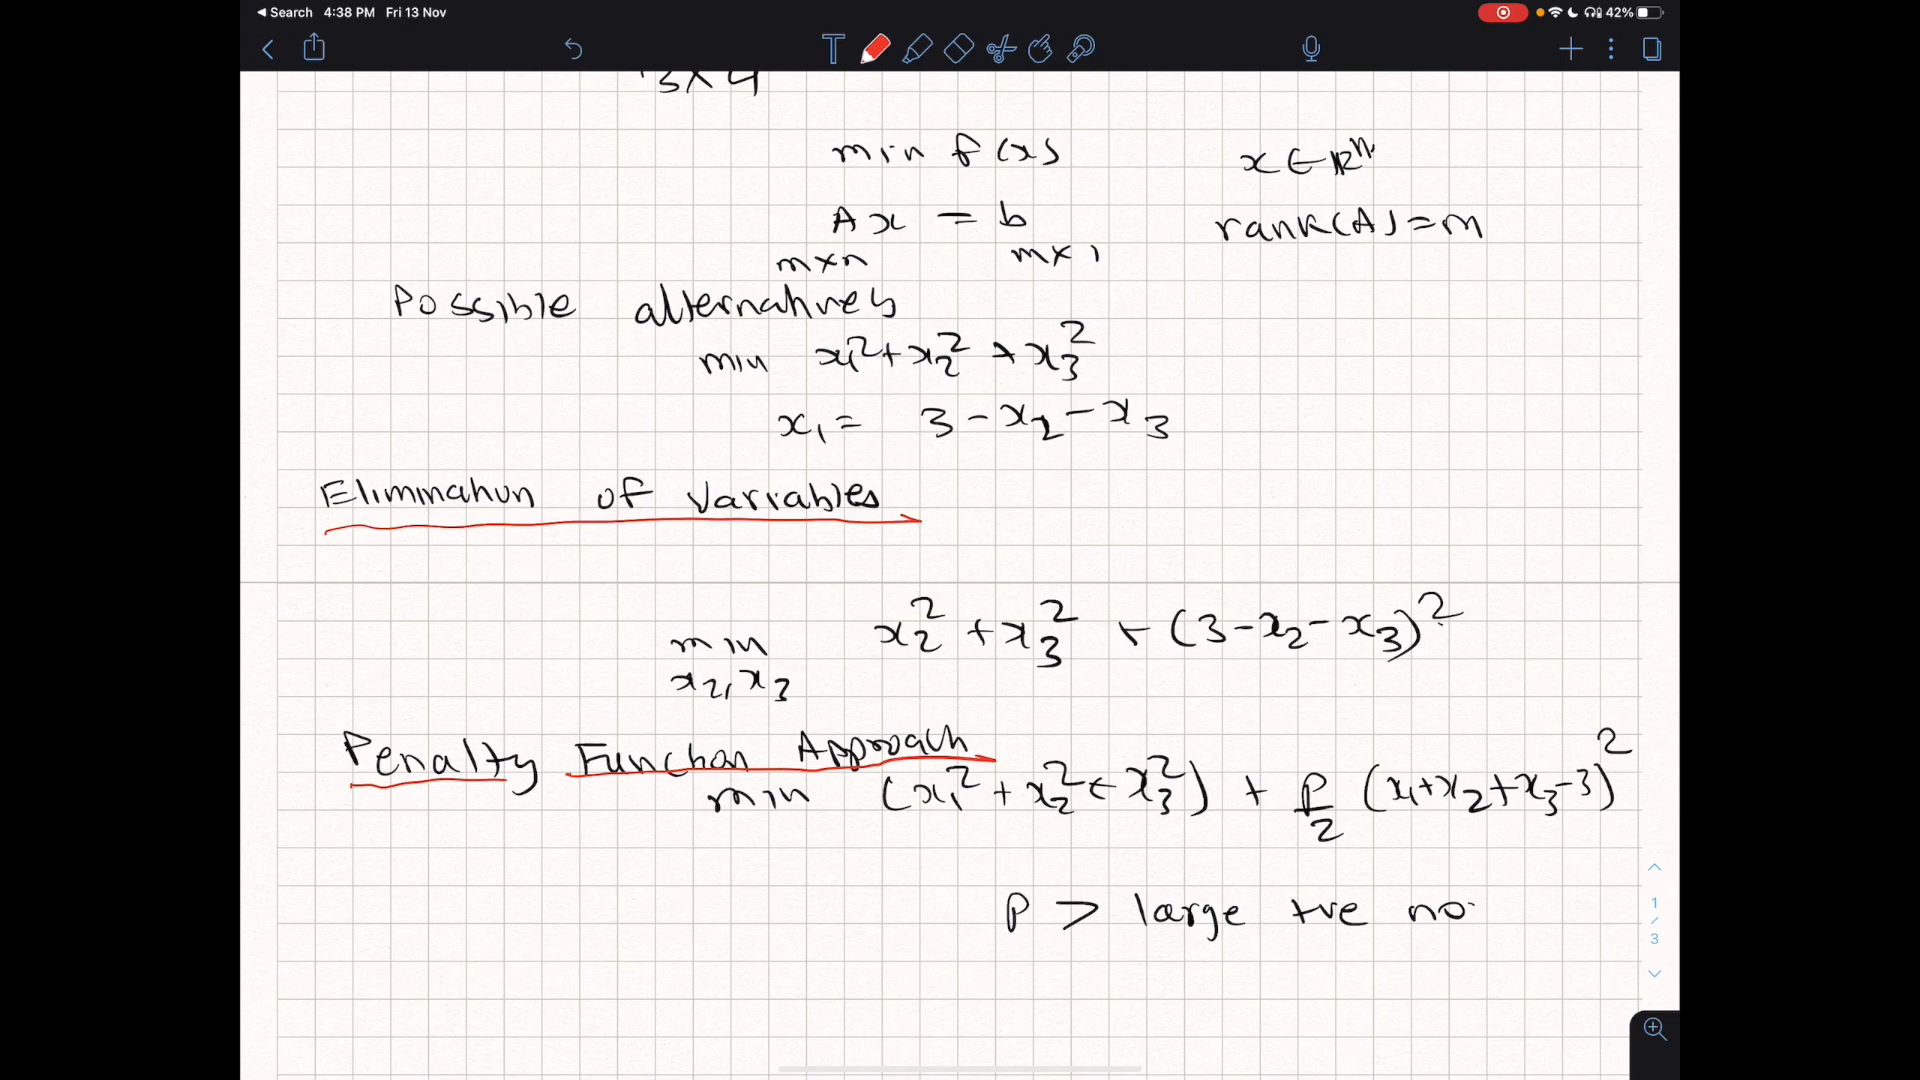 Search 4:38 PM Fri 13 Nov 42%
T
3×4
min f(x) x ∈ ℝⁿ
Ax = b rank(A) = m
m×n m×1
Possible alternatives
min x₁² + x₂² + x₃²
x₁ = 3 - x₂ - x₃
Elimination of variables
min x₂² + x₃² + (3-x₂-x₃)²
x₂, x₃
Penalty Function Approach
min (x₁² + x₂² + x₃²) + P/2 (x₁+x₂+x₃-3)²
P > large +ve no.
1
/
3